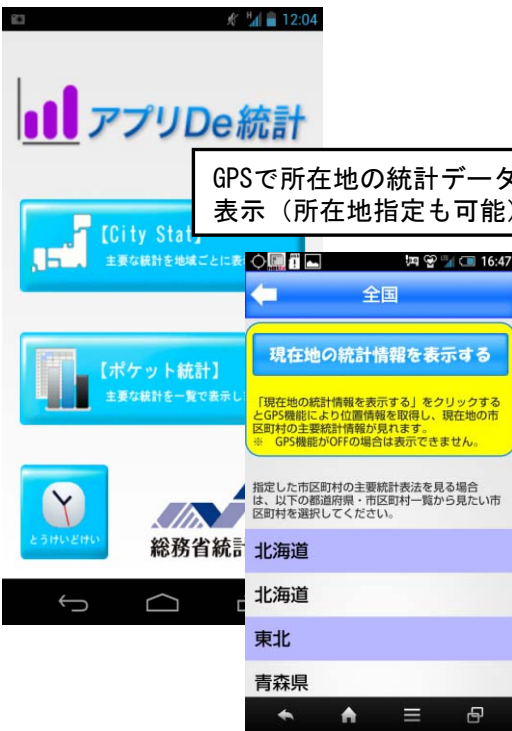 12:04
アプリDe統計
GPSで所在地の統計データ
表示（所在地指定も可能）
【City Stat】
主要な統計を地域ごとに表
【ポケット統計】
主要な統計を一覧で表示し
とうけいどけい
総務省統計
16:47
全国
現在地の統計情報を表示する
「現在地の統計情報を表示する」をクリックする
とGPS機能により位置情報を取得し、現在地の市
区町村の主要統計情報が見れます。
※ GPS機能がOFFの場合は表示できません。
指定した市区町村の主要統計表法を見る場合
は、以下の都道府県・市区町村一覧から見たい市
区町村を選択してください。
北海道
北海道
東北
青森県